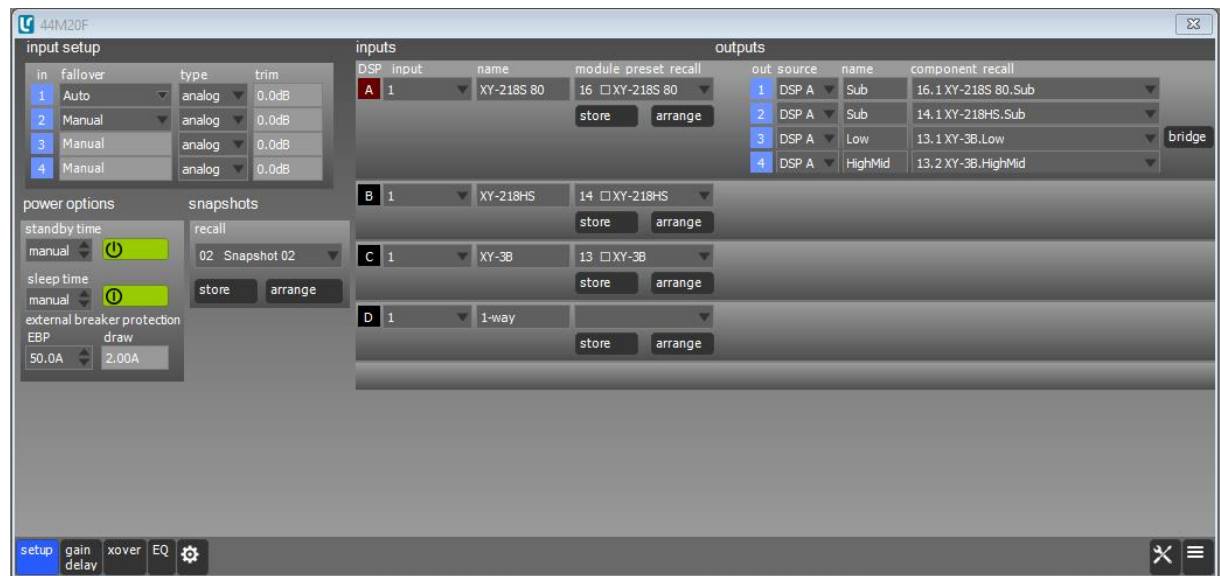 44M20F
input setup inputs outputs
in fallover type trim DSP input name module preset recall out source name component recall
1 Auto analog 0.0dB A 1 XY-218S 80 16 □XY-218S 80 1 DSP A Sub 16.1 XY-218S 80.Sub
2 Manual analog 0.0dB store arrange 2 DSP A Sub 14.1 XY-218HS.Sub
3 Manual analog 0.0dB 3 DSP A Low 13.1 XY-3B.Low bridge
4 Manual analog 0.0dB 4 DSP A HighMid 13.2 XY-3B.HighMid
power options snapshots B 1 XY-218HS 14 □XY-218HS
standby time recall store arrange
manual 02 Snapshot 02 C 1 XY-3B 13 □XY-3B
sleep time store arrange store arrange
manual
external breaker protection D 1 1-way
EBP draw store arrange
50.0A 2.00A
setup gain delay xover EQ